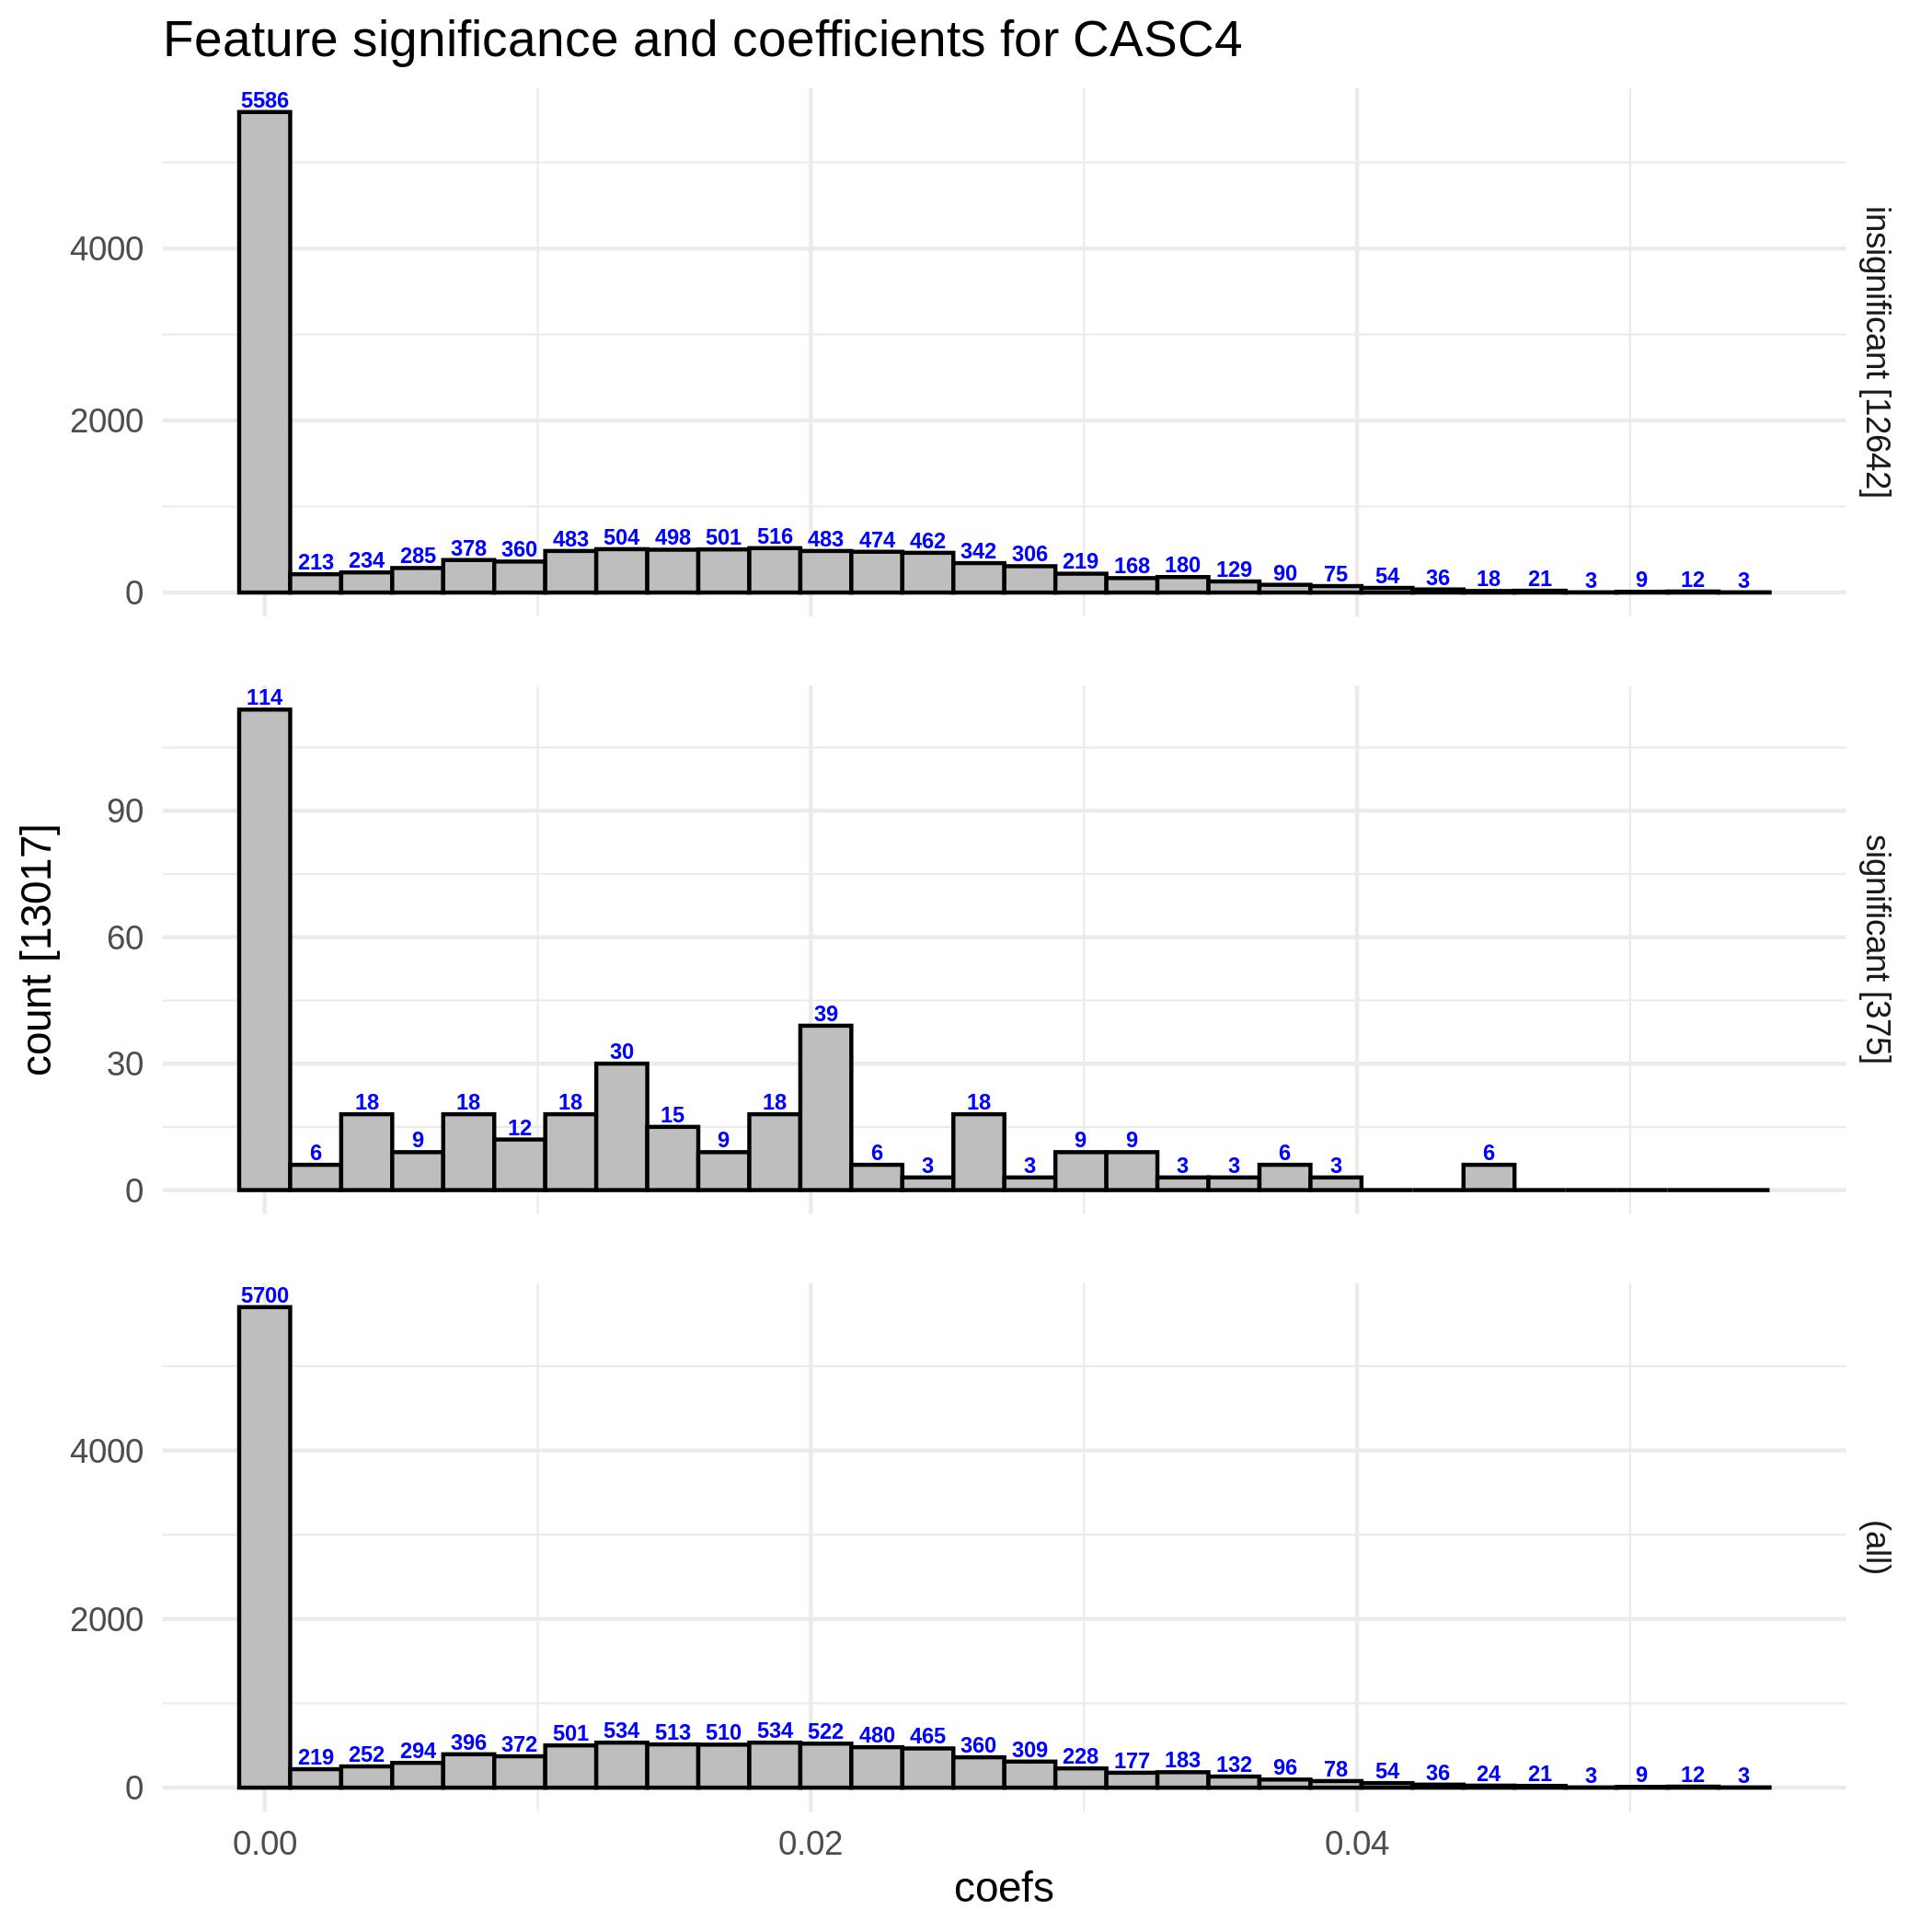 Feature significance and coefficients for CASC4
5586
4000
2000
0
213 234 285 378 360 483 504 498 501 516 483 474 462 342 306 219 168 180 129 90 75 54 36 18 21 3 9 12 3
insignificant [12642]
114
90
60
30
0
6 18 9 18 12 18 30 15 9 18 39 6 3 18 3 9 9 3 3 6 3 6
significant [375]
count [13017]
5700
4000
2000
0
219 252 294 396 372 501 534 513 510 534 522 480 465 360 309 228 177 183 132 96 78 54 36 24 21 3 9 12 3
(all)
0.00 0.02 0.04
coefs